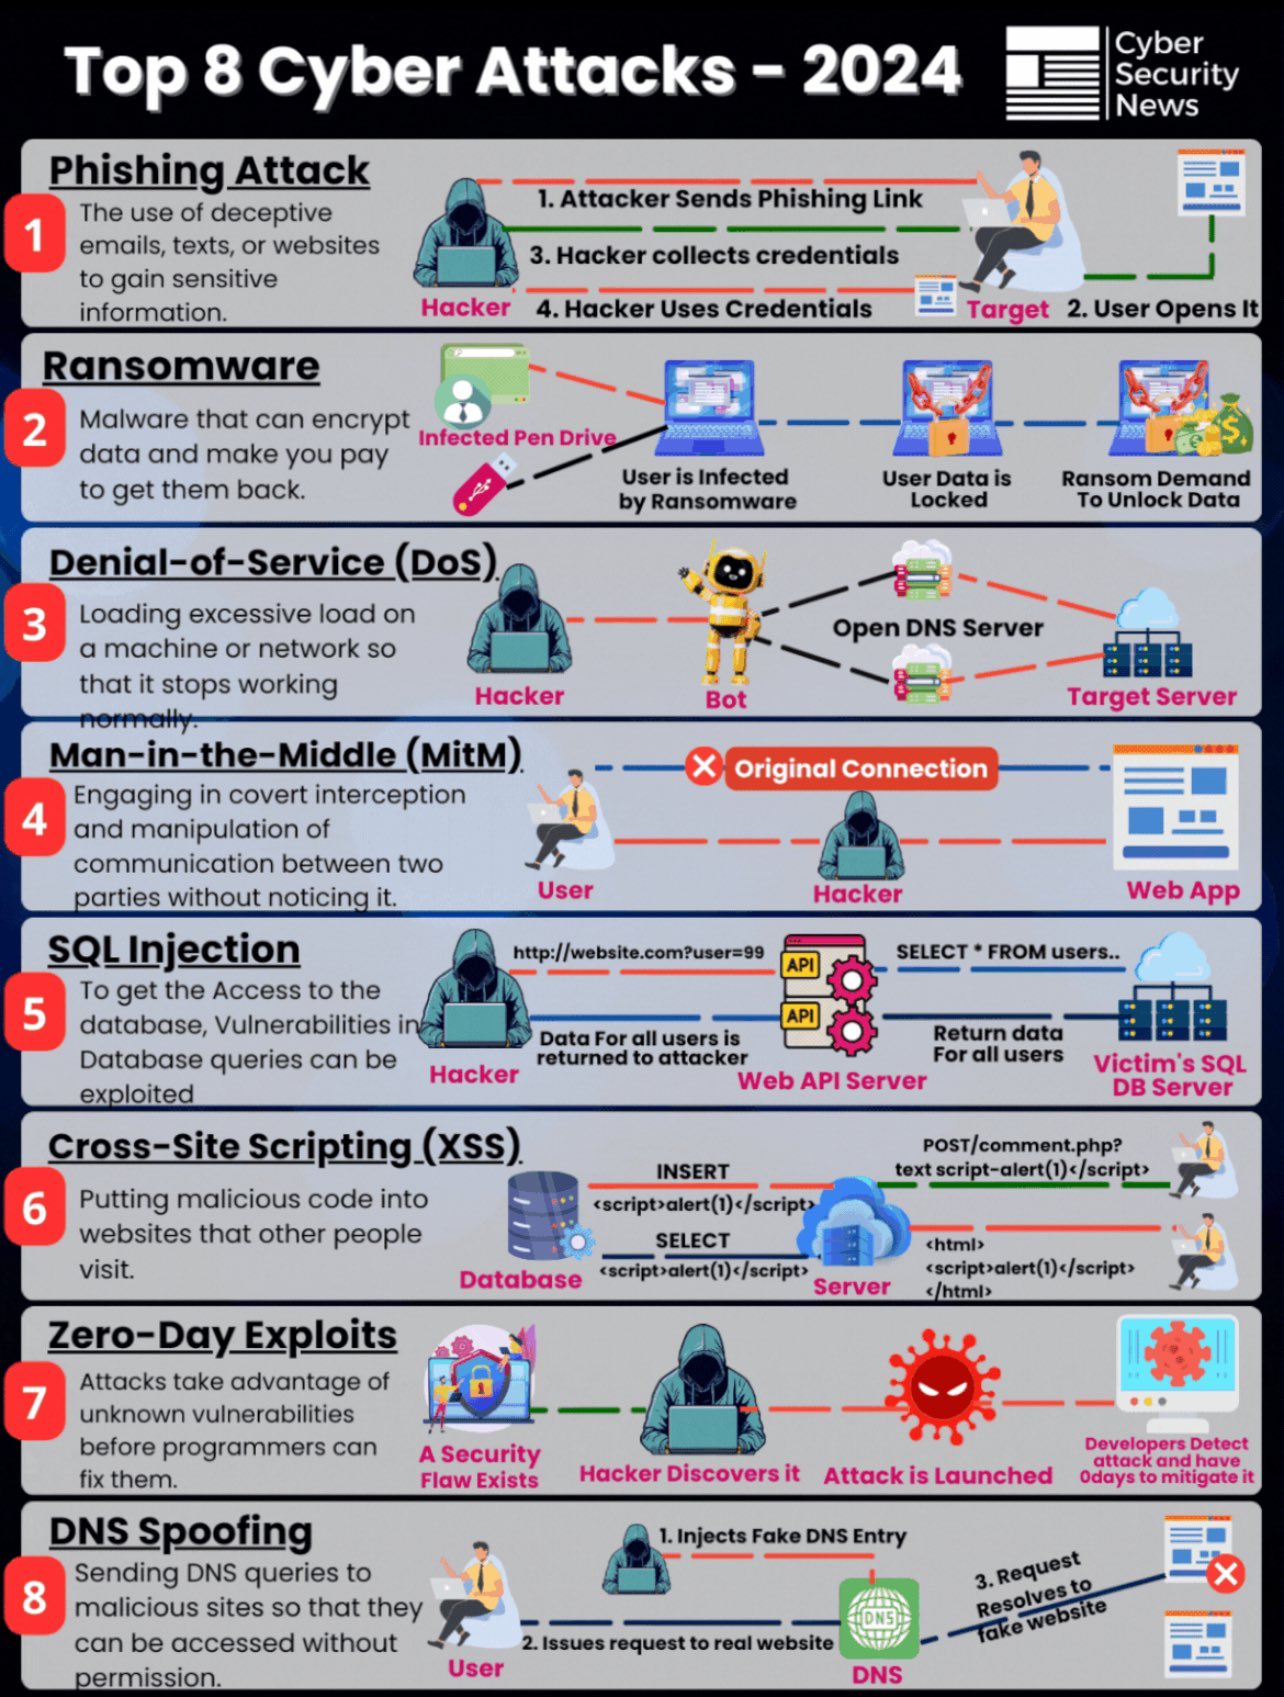 Top 8 Cyber Attacks - 2024
Cyber
Security
News
1
Phishing Attack
The use of deceptive
emails, texts, or websites
to gain sensitive
information.
1. Attacker Sends Phishing Link
3. Hacker collects credentials
Hacker
4. Hacker Uses Credentials
Target
2. User Opens It
2
Ransomware
Malware that can encrypt
data and make you pay
to get them back.
Infected Pen Drive
User is Infected
by Ransomware
User Data is
Locked
Ransom Demand
To Unlock Data
3
Denial-of-Service (DoS)
Loading excessive load on
a machine or network so
that it stops working
normally.
Hacker
Bot
Open DNS Server
Target Server
4
Man-in-the-Middle (MitM)
Engaging in covert interception
and manipulation of
communication between two
parties without noticing it.
Original Connection
User
Hacker
Web App
5
SQL Injection
To get the Access to the
database, Vulnerabilities in
Database queries can be
exploited
http://website.com?user=99
API
SELECT * FROM users..
API
Data For all users is
returned to attacker
Return data
For all users
Hacker
Web API Server
Victim's SQL
DB Server
6
Cross-Site Scripting (XSS)
Putting malicious code into
websites that other people
visit.
INSERT
<script>alert(1)</script>
SELECT
<script>alert(1)</script>
Database
Server
POST/comment.php?
text script-alert(1)</script>
<html>
<script>alert(1)</script>
</html>
7
Zero-Day Exploits
Attacks take advantage of
unknown vulnerabilities
before programmers can
fix them.
A Security
Flaw Exists
Hacker Discovers it
Attack is Launched
Developers Detect
attack and have
0days to mitigate it
8
DNS Spoofing
Sending DNS queries to
malicious sites so that they
can be accessed without
permission.
1. Injects Fake DNS Entry
2. Issues request to real website
User
DNS
DNS
3. Request
Resolves to
fake website